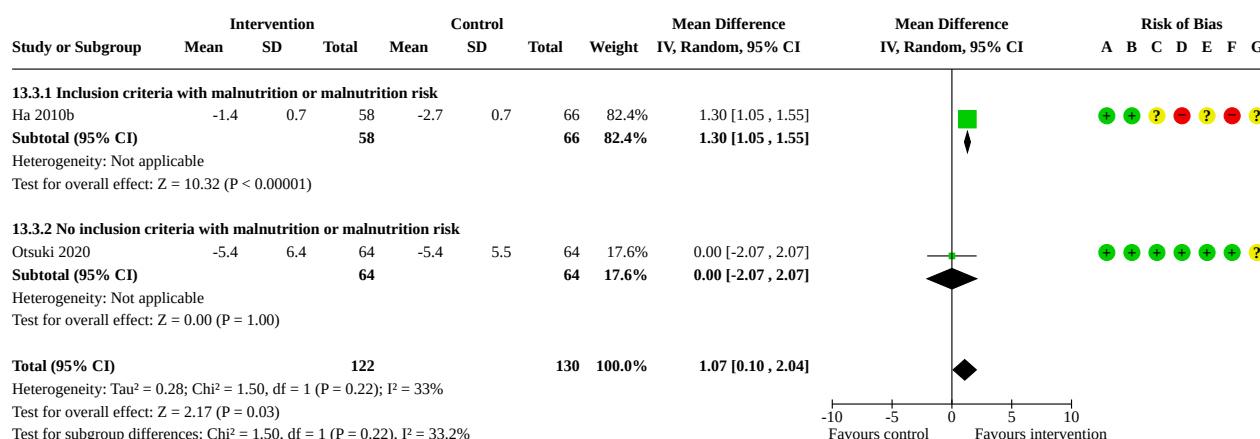 Intervention Control Mean Difference Mean Difference Risk of Bias
Study or Subgroup Mean SD Total Mean SD Total Weight IV, Random, 95% CI IV, Random, 95% CI A B C D E F G
13.3.1 Inclusion criteria with malnutrition or malnutrition risk
Ha 2010b -1.4 0.7 58 -2.7 0.7 66 82.4% 1.30 [1.05 , 1.55] + + ? − ? − ?
Subtotal (95% CI) 58 66 82.4% 1.30 [1.05 , 1.55]
Heterogeneity: Not applicable
Test for overall effect: Z = 10.32 (P < 0.00001)
13.3.2 No inclusion criteria with malnutrition or malnutrition risk
Otsuki 2020 -5.4 6.4 64 -5.4 5.5 64 17.6% 0.00 [-2.07 , 2.07] + + + + + + ?
Subtotal (95% CI) 64 64 17.6% 0.00 [-2.07 , 2.07]
Heterogeneity: Not applicable
Test for overall effect: Z = 0.00 (P = 1.00)
Total (95% CI) 122 130 100.0% 1.07 [0.10 , 2.04]
Heterogeneity: Tau² = 0.28; Chi² = 1.50, df = 1 (P = 0.22); I² = 33%
Test for overall effect: Z = 2.17 (P = 0.03)
-10 -5 0 5 10
Test for subgroup differences: Chi² = 1.50, df = 1 (P = 0.22), I² = 33.2% Favours control Favours intervention